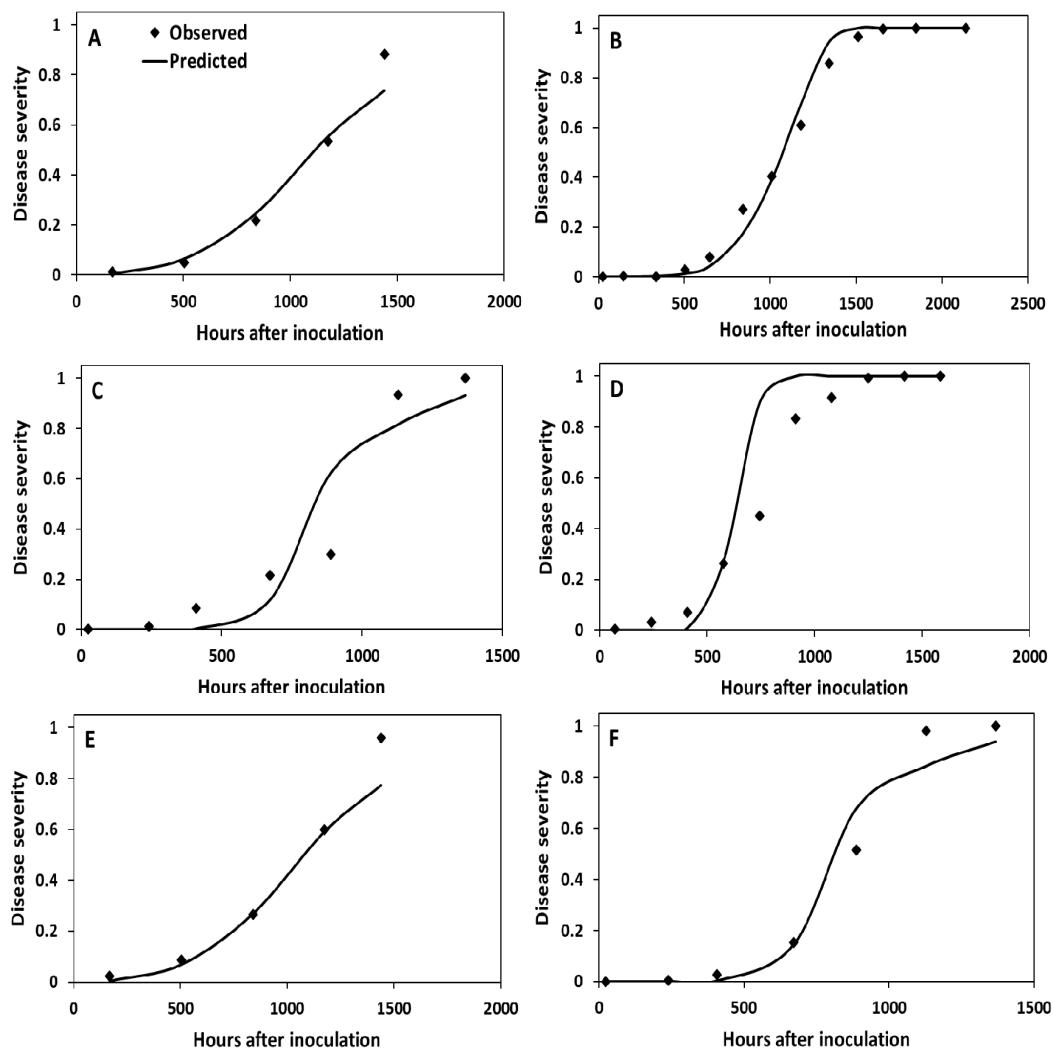 A
◆ Observed
— Predicted
Disease severity
1
0.8
0.6
0.4
0.2
0
0 500 1000 1500 2000
Hours after inoculation
B
Disease severity
1
0.8
0.6
0.4
0.2
0
0 500 1000 1500 2000 2500
Hours after inoculation
C
Disease severity
1
0.8
0.6
0.4
0.2
0
0 500 1000 1500
Hours after inoculation
D
Disease severity
1
0.8
0.6
0.4
0.2
0
0 500 1000 1500 2000
Hours after inoculation
E
Disease severity
1
0.8
0.6
0.4
0.2
0
0 500 1000 1500 2000
Hours after inoculation
F
Disease severity
1
0.8
0.6
0.4
0.2
0
0 500 1000 1500
Hours after inoculation